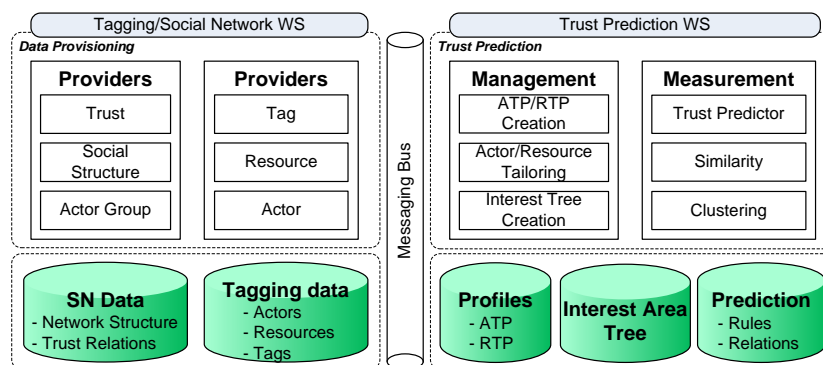 Tagging/Social Network WS
Data Provisioning
Providers
Trust
Social
Structure
Actor Group
Providers
Tag
Resource
Actor
SN Data
- Network Structure
- Trust Relations
Tagging data
- Actors
- Resources
- Tags
Messaging Bus
Trust Prediction WS
Trust Prediction
Management
ATP/RTP
Creation
Actor/Resource
Tailoring
Interest Tree
Creation
Measurement
Trust Predictor
Similarity
Clustering
Profiles
- ATP
- RTP
Interest Area
Tree
Prediction
- Rules
- Relations